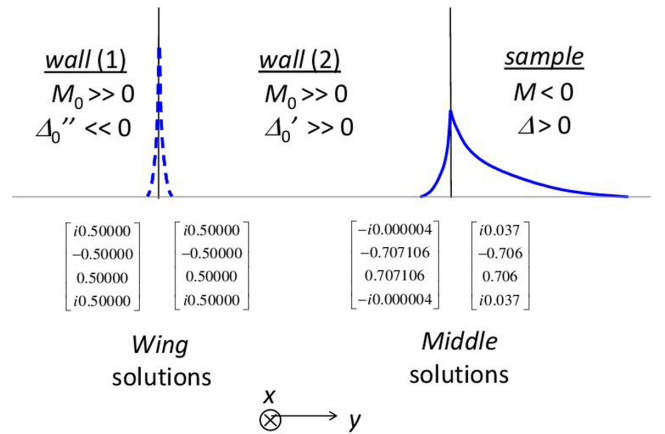 wall (1) wall (2) sample
M₀ >> 0 M₀ >> 0 M < 0
Δ₀’’ << 0 Δ₀’ >> 0 Δ > 0
i0.50000 i0.50000 −i0.000004 i0.037
−0.50000 −0.50000 −0.707106 −0.706
0.50000 0.50000 0.707106 0.706
i0.50000 i0.50000 −i0.000004 i0.037
Wing Middle
solutions solutions
x
y